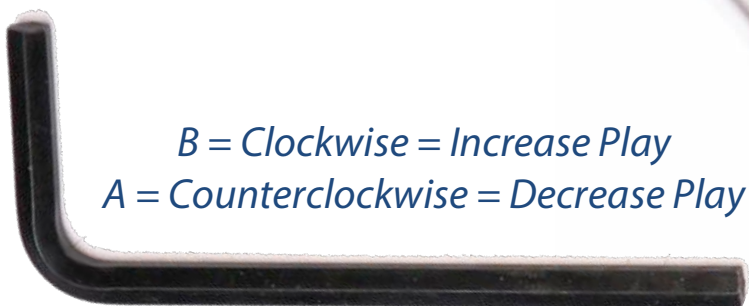 B = Clockwise = Increase Play
A = Counterclockwise = Decrease Play